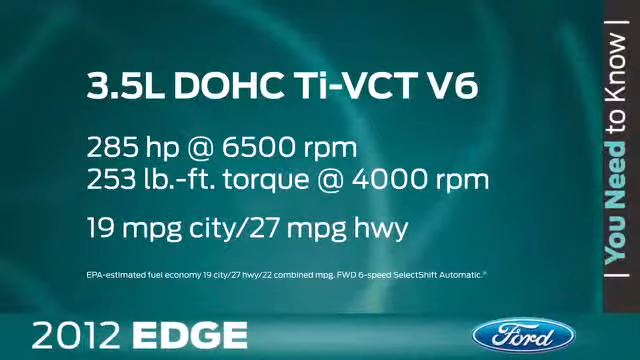 3.5L DOHC Ti-VCT V6
285 hp @ 6500 rpm
253 lb.-ft. torque @ 4000 rpm
19 mpg city/27 mpg hwy
EPA-estimated fuel economy 19 city/27 hwy/22 combined mpg. FWD 6-speed SelectShift Automatic.®
| You Need to Know |
2012 EDGE
Ford